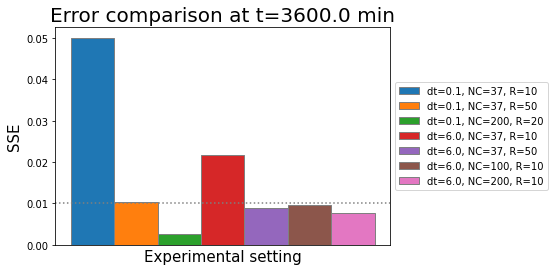 Error comparison at t=3600.0 min
SSE
0.05
0.04
0.03
0.02
0.01
0.00
Experimental setting
dt=0.1, NC=37, R=10
dt=0.1, NC=37, R=50
dt=0.1, NC=200, R=20
dt=6.0, NC=37, R=10
dt=6.0, NC=37, R=50
dt=6.0, NC=100, R=10
dt=6.0, NC=200, R=10